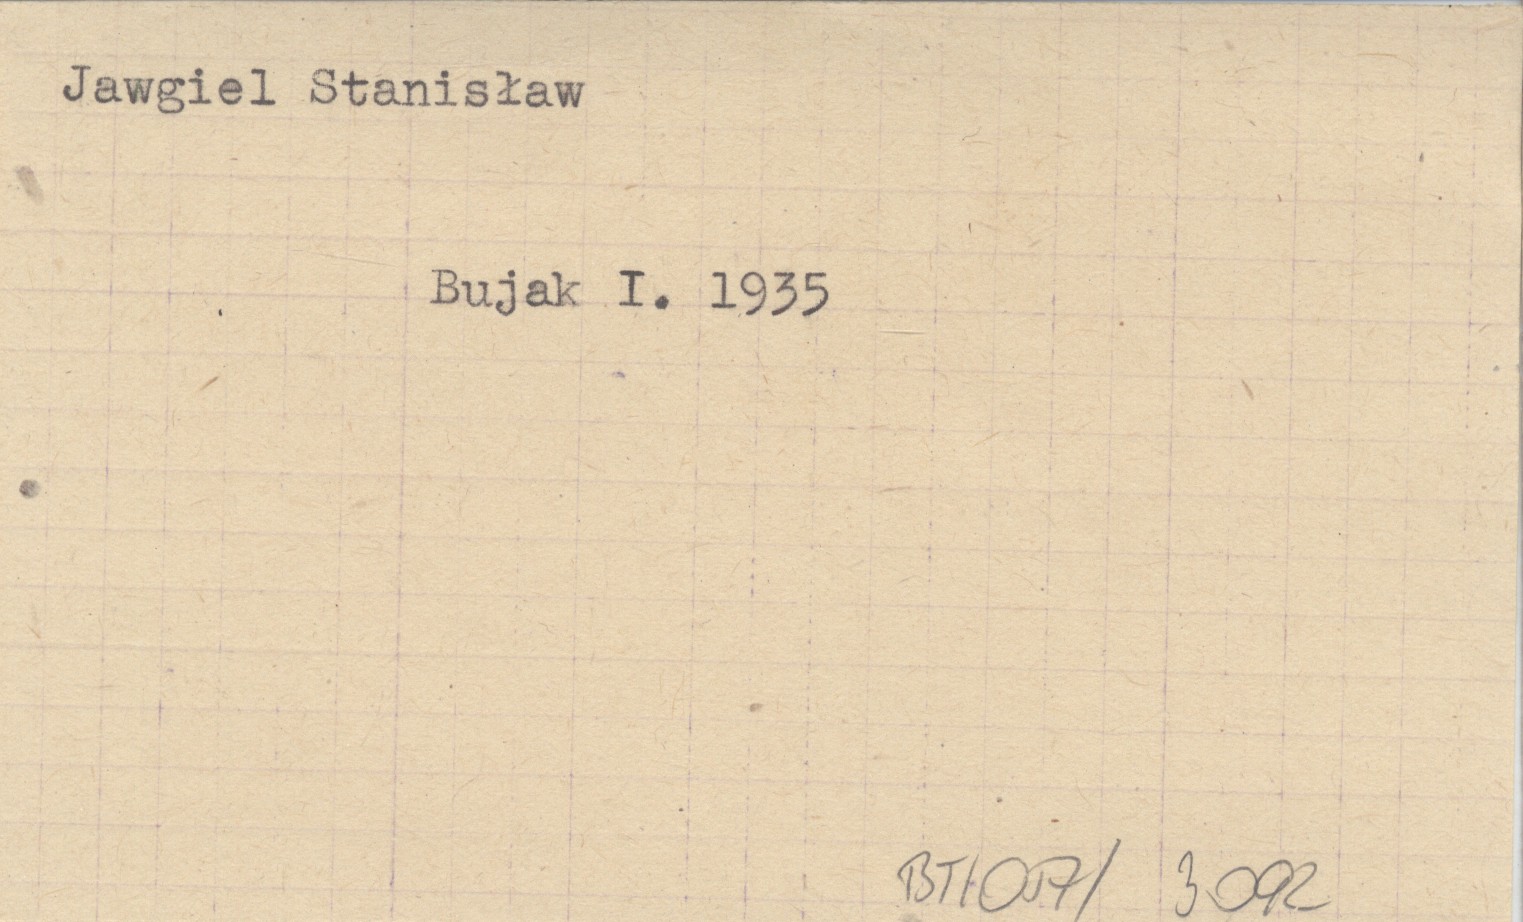 Jawgiel Stanisław
Bujak I. 1935
BT/017/ 3092